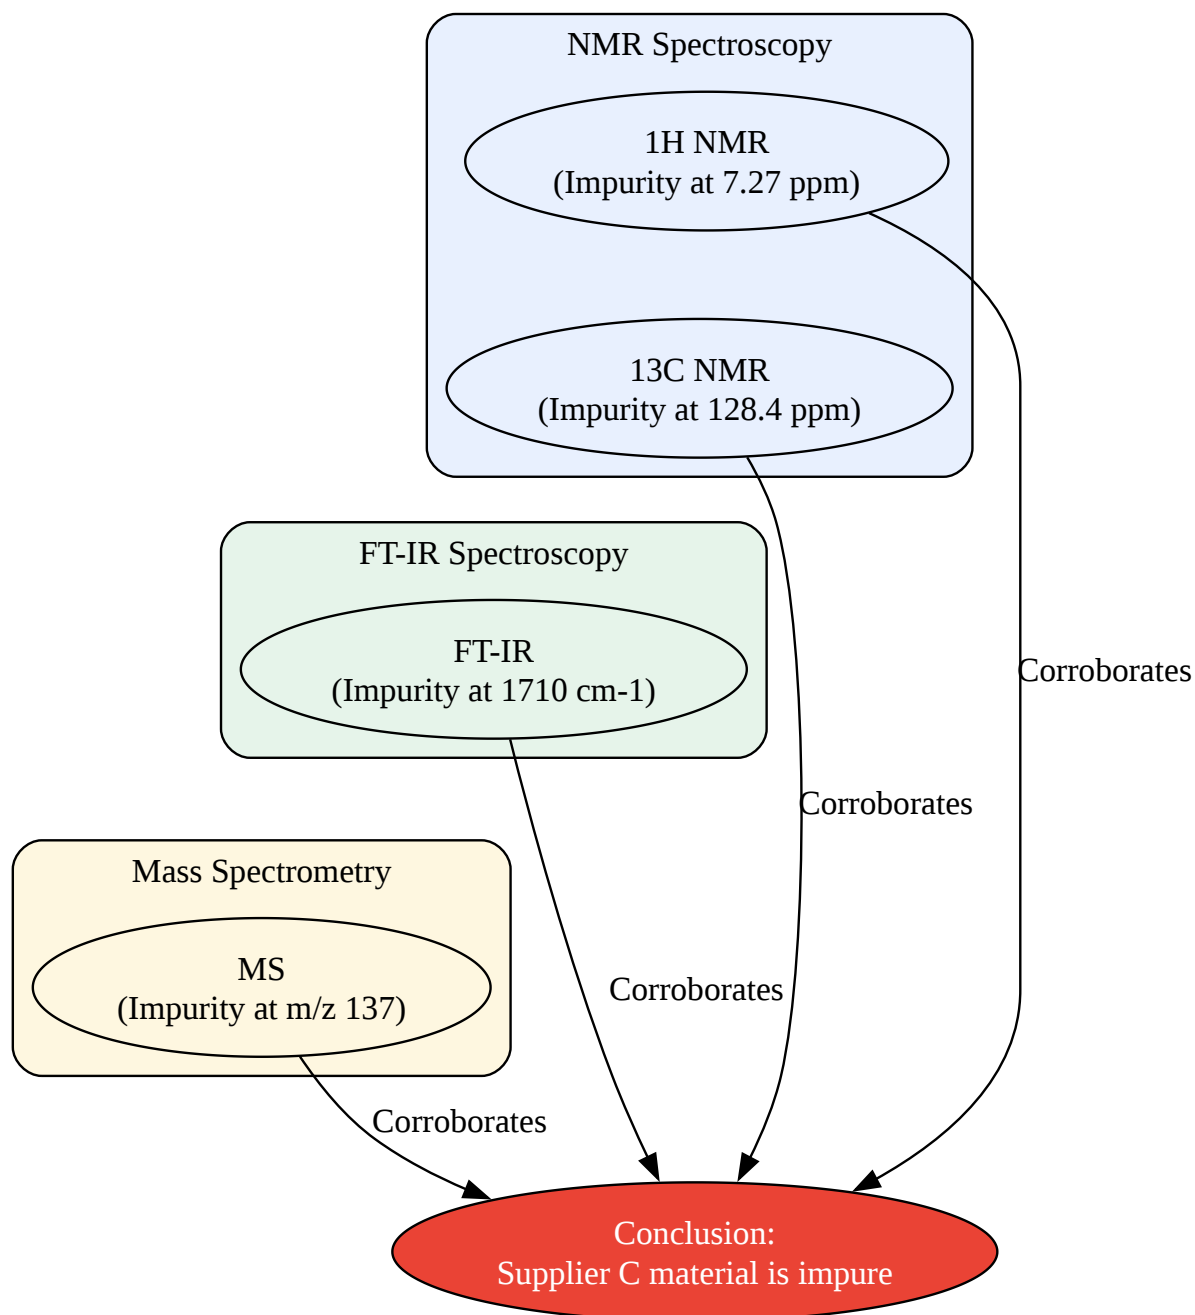 NMR Spectroscopy
1H NMR
(Impurity at 7.27 ppm)
13C NMR
(Impurity at 128.4 ppm)
FT-IR Spectroscopy
FT-IR
(Impurity at 1710 cm-1)
Corroborates
Corroborates
Mass Spectrometry
MS
(Impurity at m/z 137)
Corroborates
Corroborates
Conclusion:
Supplier C material is impure